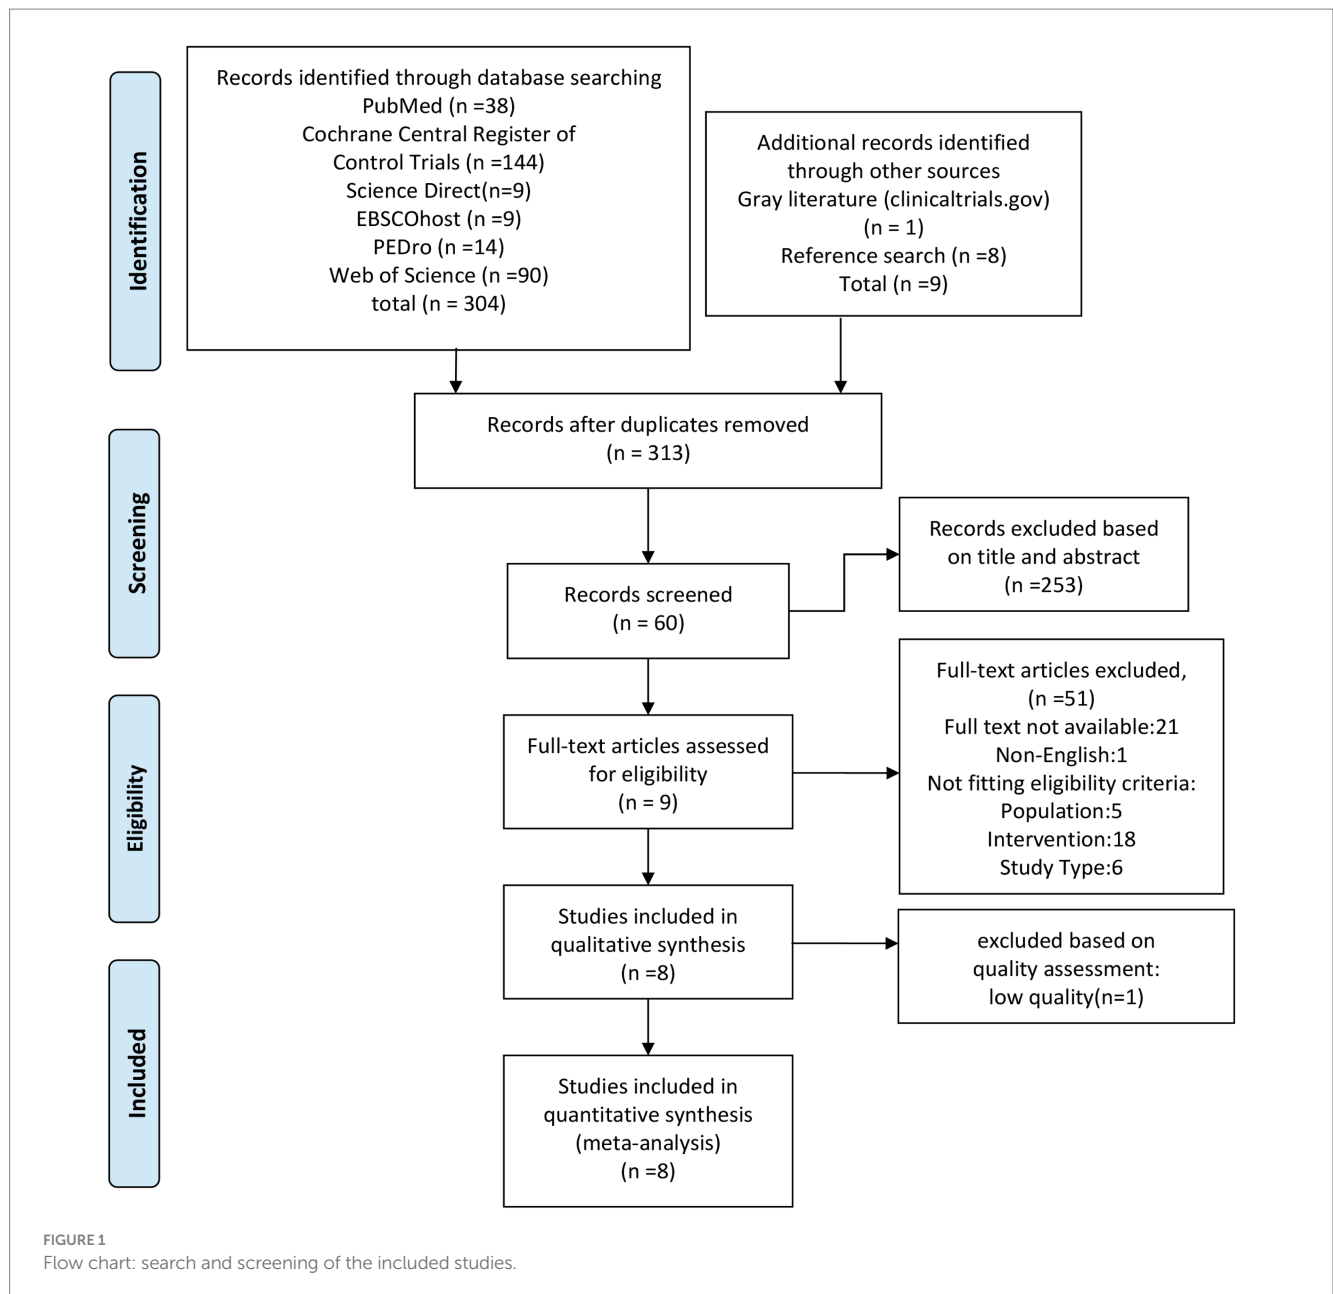 Identification
Records identified through database searching
PubMed (n =38)
Cochrane Central Register of
Control Trials (n =144)
Science Direct(n=9)
EBSCOhost (n =9)
PEDro (n =14)
Web of Science (n =90)
total (n = 304)
Additional records identified
through other sources
Gray literature (clinicaltrials.gov)
(n = 1)
Reference search (n =8)
Total (n =9)
Records after duplicates removed
(n = 313)
Screening
Records excluded based
on title and abstract
(n =253)
Records screened
(n = 60)
Eligibility
Full-text articles assessed
for eligibility
(n = 9)
Full-text articles excluded,
(n =51)
Full text not available:21
Non-English:1
Not fitting eligibility criteria:
Population:5
Intervention:18
Study Type:6
Studies included in
qualitative synthesis
(n =8)
excluded based on
quality assessment:
low quality(n=1)
Included
Studies included in
quantitative synthesis
(meta-analysis)
(n =8)
FIGURE 1
Flow chart: search and screening of the included studies.